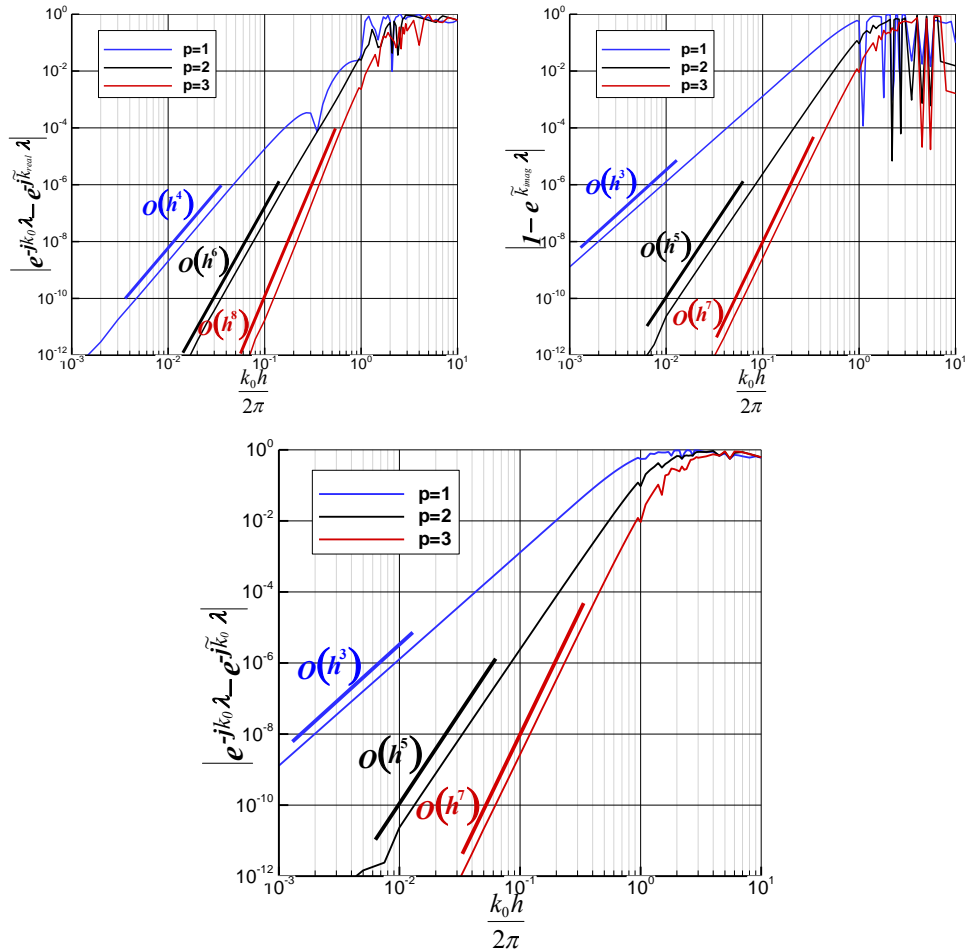 10⁰
10⁻²
10⁻⁴
10⁻⁶
10⁻⁸
10⁻¹⁰
10⁻¹²
|e^{-jk₀λ} – e^{-jk̃_{real}λ}|
p=1
p=2
p=3
O(h⁴)
O(h⁶)
O(h⁸)
10⁻³ 10⁻² 10⁻¹ 10⁰ 10¹
k₀h
2π
10⁰
10⁻²
10⁻⁴
10⁻⁶
10⁻⁸
10⁻¹⁰
10⁻¹²
|1 – e^{k̃_{imag}λ}|
p=1
p=2
p=3
O(h³)
O(h⁵)
O(h⁷)
10⁻³ 10⁻² 10⁻¹ 10⁰ 10¹
k₀h
2π
10⁰
10⁻²
10⁻⁴
10⁻⁶
10⁻⁸
10⁻¹⁰
10⁻¹²
|e^{-jk₀λ} – e^{-jk̃₀λ}|
p=1
p=2
p=3
O(h³)
O(h⁵)
O(h⁷)
10⁻³ 10⁻² 10⁻¹ 10⁰ 10¹
k₀h
2π